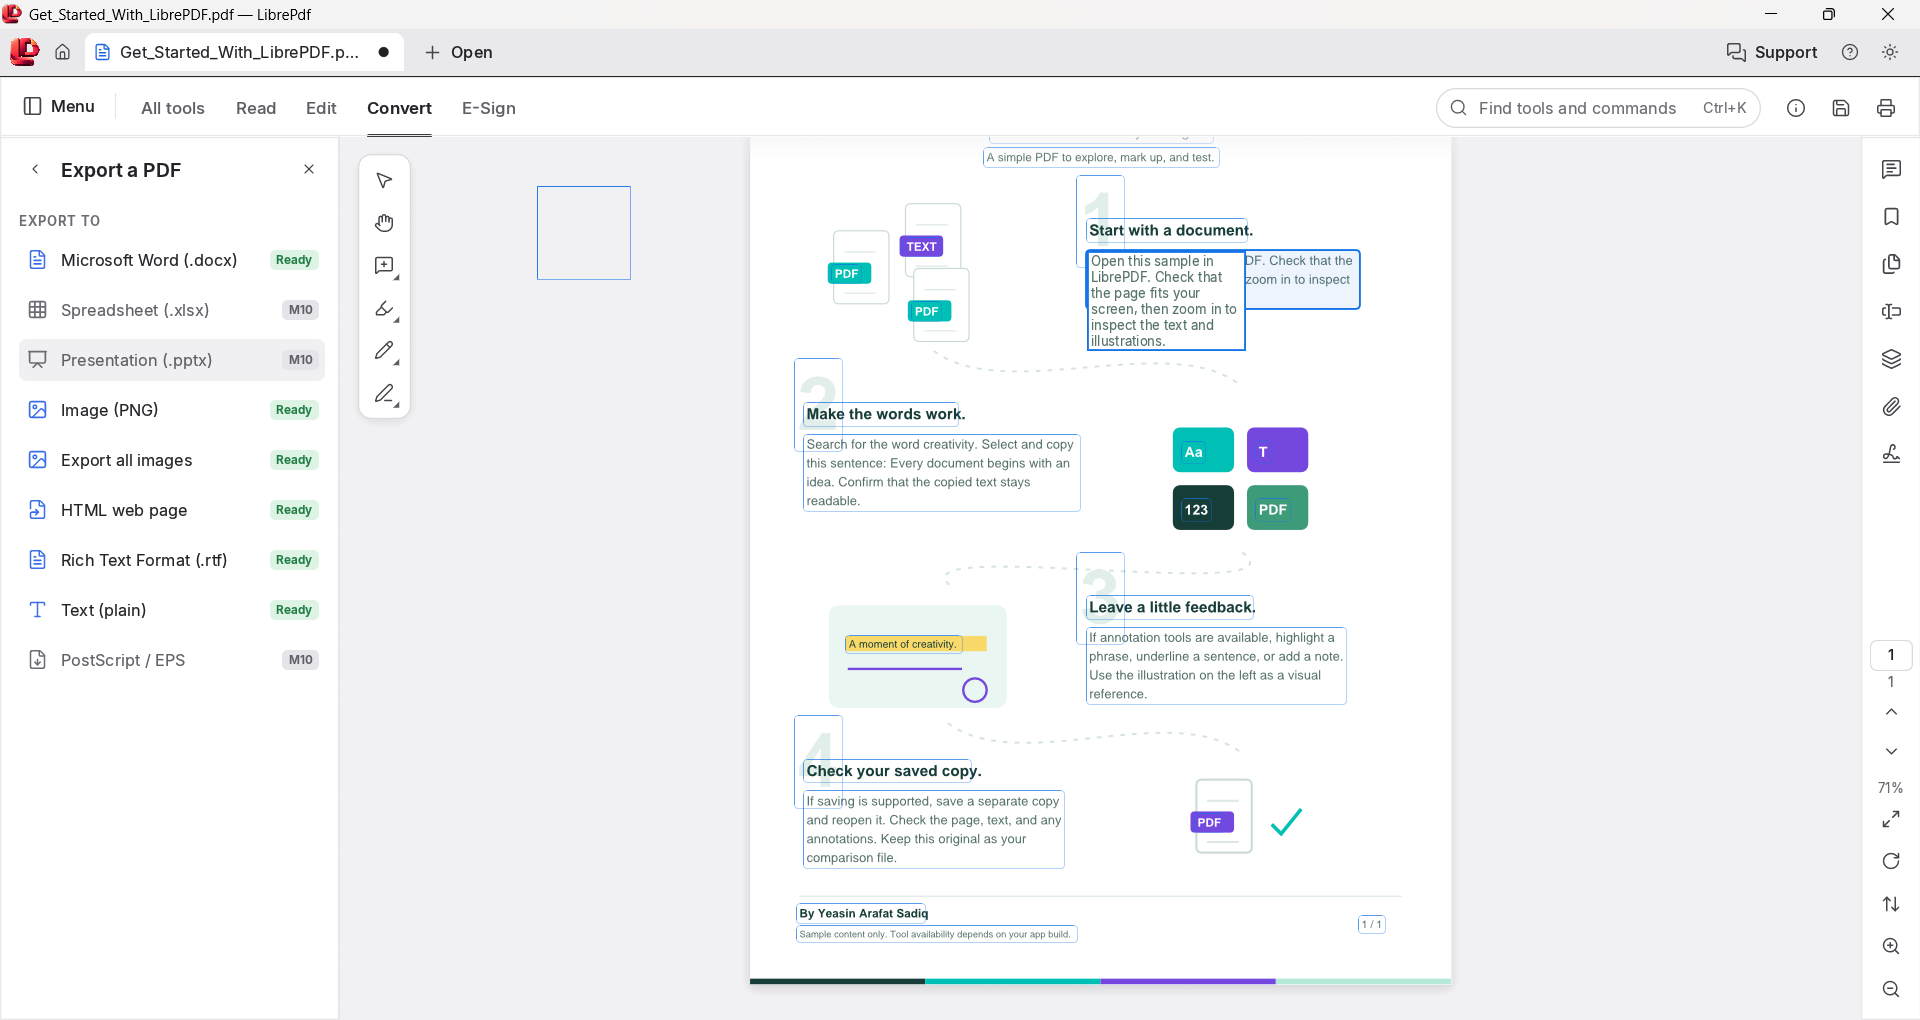 Get_Started_With_LibrePDF.pdf — LibrePdf
Get_Started_With_LibrePDF.p...
Open
Support
Menu
All tools
Read
Edit
Convert
E-Sign
Find tools and commands
Ctrl+K
Export a PDF
EXPORT TO
Microsoft Word (.docx) Ready
Spreadsheet (.xlsx) M10
Presentation (.pptx) M10
Image (PNG) Ready
Export all images Ready
HTML web page Ready
Rich Text Format (.rtf) Ready
Text (plain) Ready
PostScript / EPS M10
A simple PDF to explore, mark up, and test.
TEXT
PDF
PDF
1
Start with a document.
Open this sample in
LibrePDF. Check that
the page fits your
screen, then zoom in to
inspect the text and
illustrations.
DF. Check that the
zoom in to inspect
2
Make the words work.
Search for the word creativity. Select and copy
this sentence: Every document begins with an
idea. Confirm that the copied text stays
readable.
Aa
T
123
PDF
3
Leave a little feedback.
If annotation tools are available, highlight a
phrase, underline a sentence, or add a note.
Use the illustration on the left as a visual
reference.
A moment of creativity.
4
Check your saved copy.
If saving is supported, save a separate copy
and reopen it. Check the page, text, and any
annotations. Keep this original as your
comparison file.
PDF
By Yeasin Arafat Sadiq
Sample content only. Tool availability depends on your app build.
1 / 1
1
1
71%